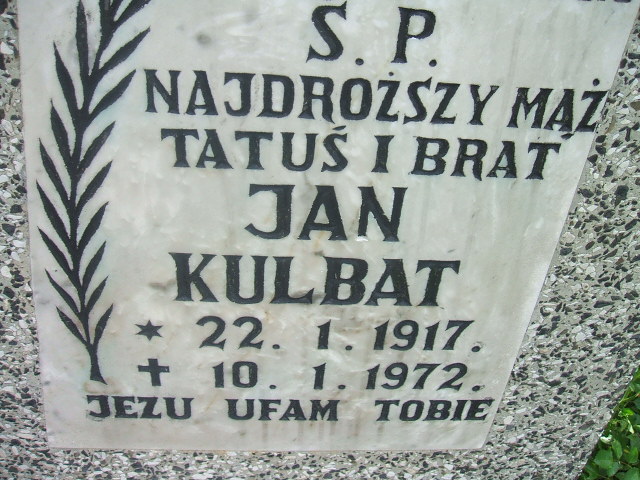 Ś. P.
NAJDROŻSZY MĄŻ
TATUŚ I BRAT
JAN
KULBAT
* 22. 1. 1917.
✝ 10. 1. 1972.
JEZU UFAM TOBIE